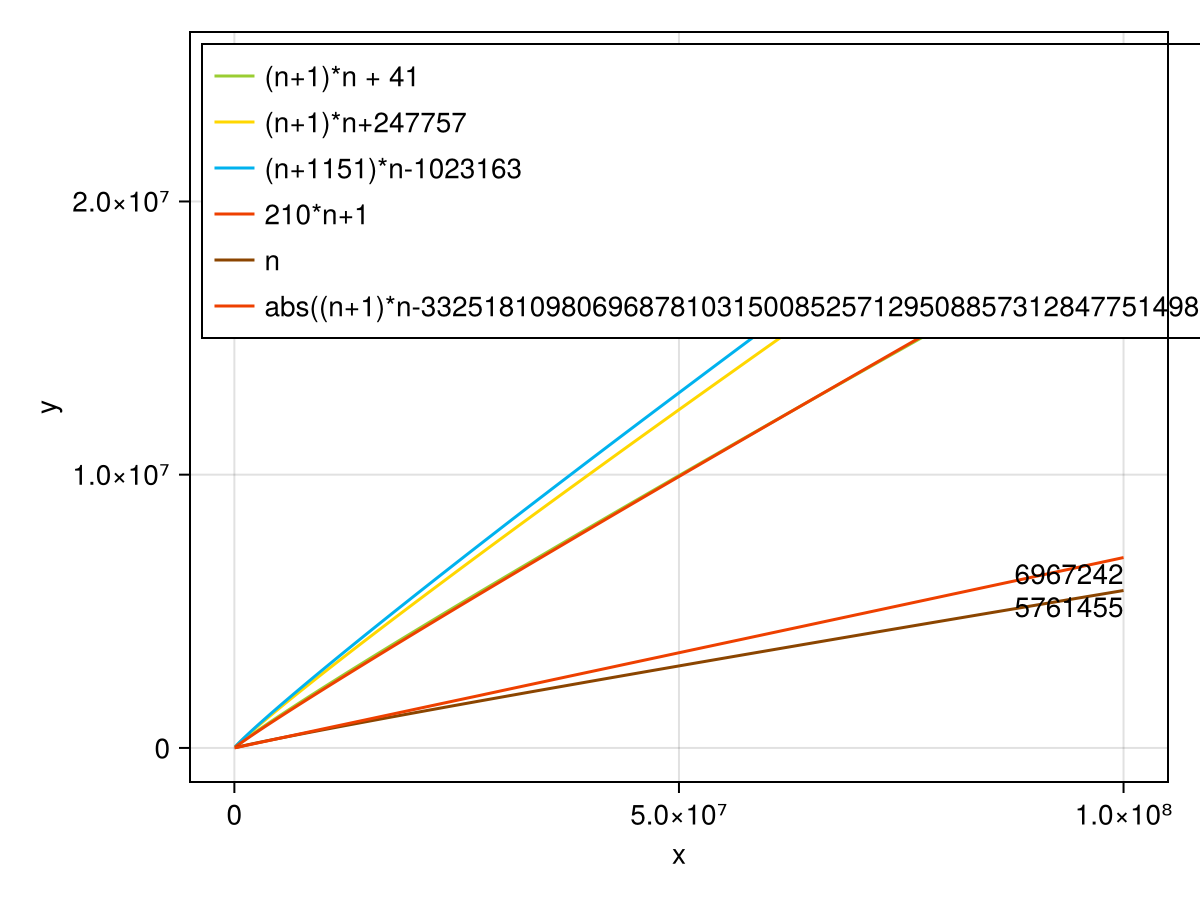 (n+1)*n + 41
(n+1)*n+247757
(n+1151)*n-1023163
210*n+1
n
abs((n+1)*n-33251810980696878103150085257129508857312847751498
2.0×10⁷
1.0×10⁷
0
y
6967242
5761455
0
5.0×10⁷
1.0×10⁸
x